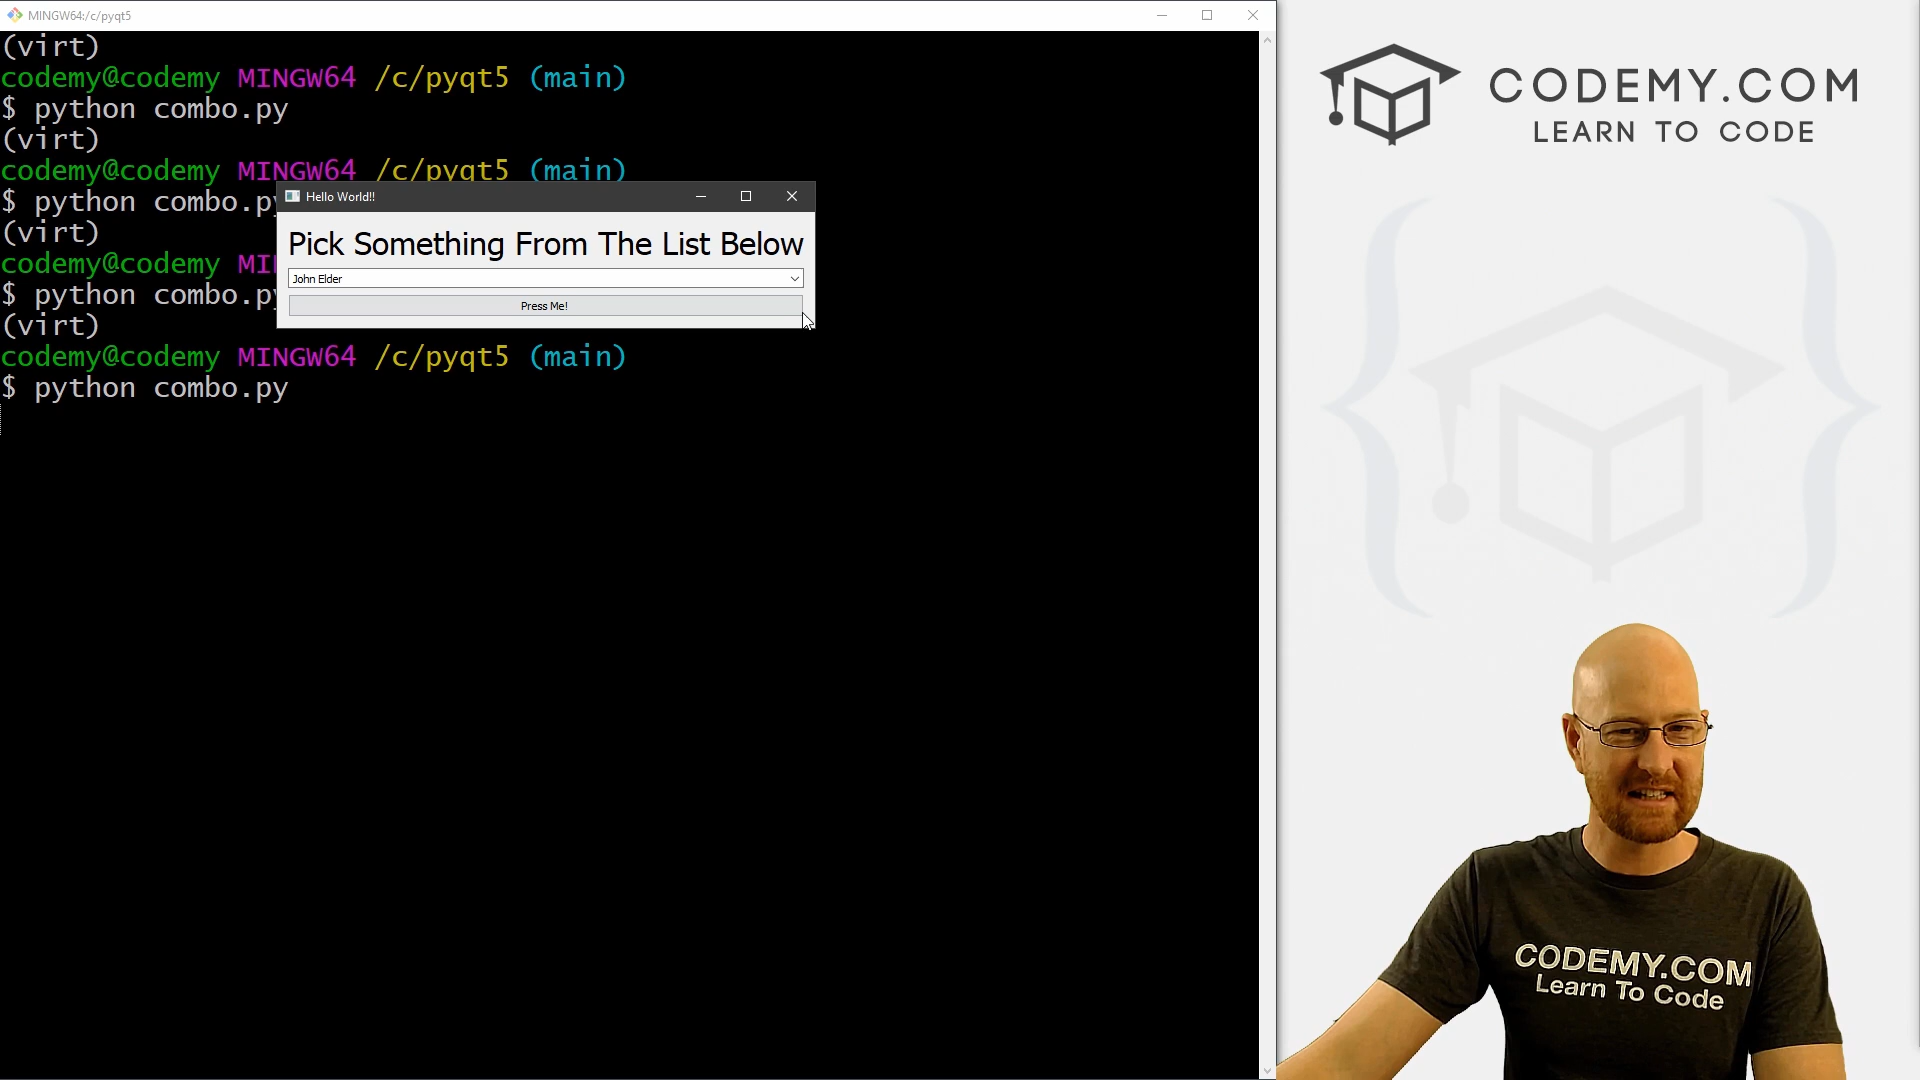 MINGW64:/c/pyqt5
(virt)
codemy@codemy MINGW64 /c/pyqt5 (main)
$ python combo.py
(virt)
codemy@codemy MINGW64 /c/pyqt5 (main)
$ python combo.py
(virt)
codemy@codemy MI
$ python combo.py
(virt)
codemy@codemy MINGW64 /c/pyqt5 (main)
$ python combo.py
Hello World!!
Pick Something From The List Below
John Elder
Press Me!
CODEMY.COM
LEARN TO CODE
CODEMY.COM
Learn To Code